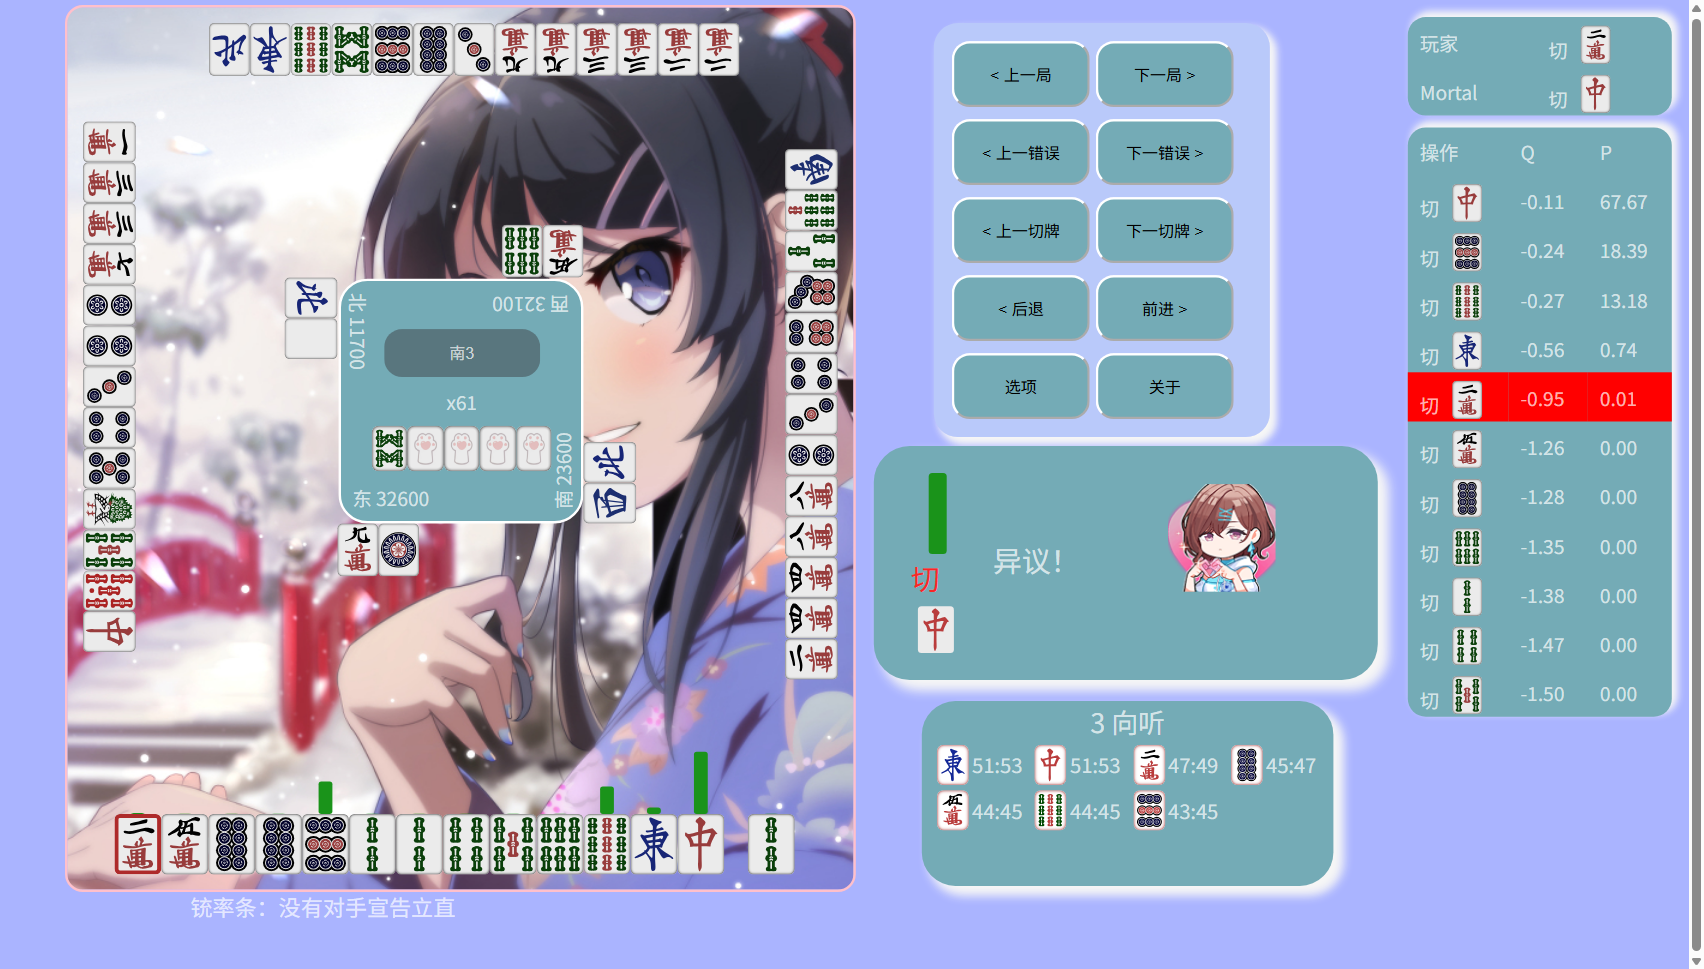 北 11700
西 32100
南3
x61
东 32600
南 23600
铳率条：没有对手宣告立直
< 上一局
下一局 >
< 上一错误
下一错误 >
< 上一切牌
下一切牌 >
< 后退
前进 >
选项
关于
切
异议！
3 向听
51:53 51:53 47:49 45:47
44:45 44:45 43:45
玩家 切
Mortal 切
操作 Q P
切 -0.11 67.67
切 -0.24 18.39
切 -0.27 13.18
切 -0.56 0.74
切 -0.95 0.01
切 -1.26 0.00
切 -1.28 0.00
切 -1.35 0.00
切 -1.38 0.00
切 -1.47 0.00
切 -1.50 0.00